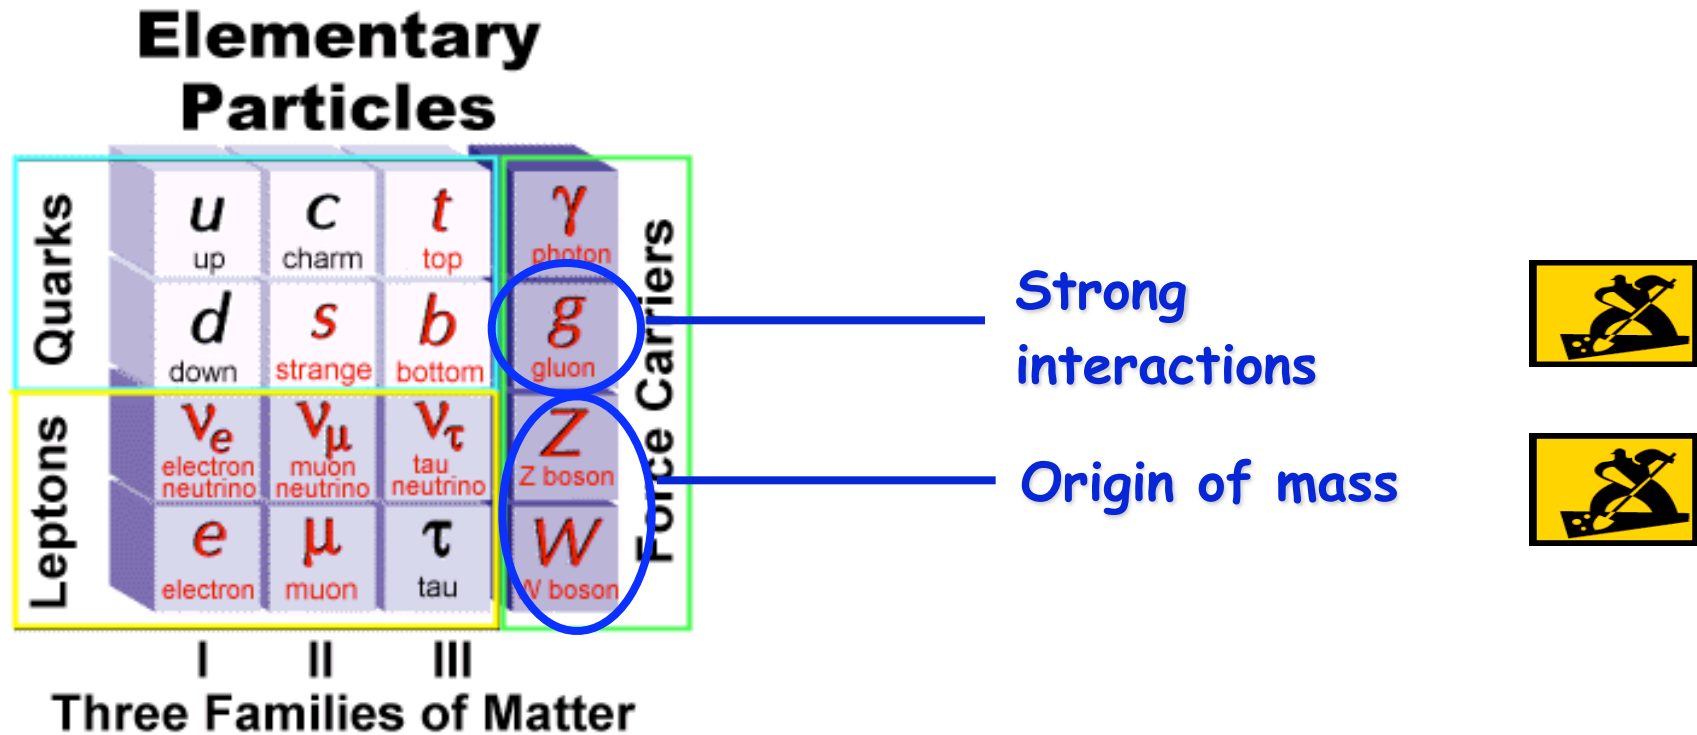 Elementary
Particles
Quarks
u
up
c
charm
t
top
γ
photon
d
down
s
strange
b
bottom
g
gluon
Leptons
νe
electron
neutrino
νμ
muon
neutrino
ντ
tau
neutrino
Z
Z boson
e
electron
μ
muon
τ
tau
W
W boson
Force Carriers
I II III
Three Families of Matter
Strong
interactions
Origin of mass